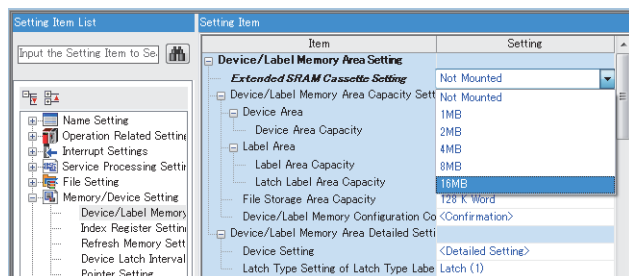 Setting Item List
Input the Setting Item to Se
Name Setting
Operation Related Setting
Interrupt Settings
Service Processing Settin
File Setting
Memory/Device Setting
Device/Label Memory
Index Register Settin
Refresh Memory Sett
Device Latch Interval
Pointer Setting
Setting Item
Item Setting
Device/Label Memory Area Setting
Extended SRAM Cassette Setting Not Mounted
Device/Label Memory Area Capacity Sett Not Mounted
Device Area 1MB
Device Area Capacity 2MB
Label Area 4MB
Label Area Capacity 8MB
Latch Label Area Capacity 16MB
File Storage Area Capacity 128 K Word
Device/Label Memory Configuration Co <Confirmation>
Device/Label Memory Area Detailed Setti
Device Setting <Detailed Setting>
Latch Type Setting of Latch Type Labe Latch (1)